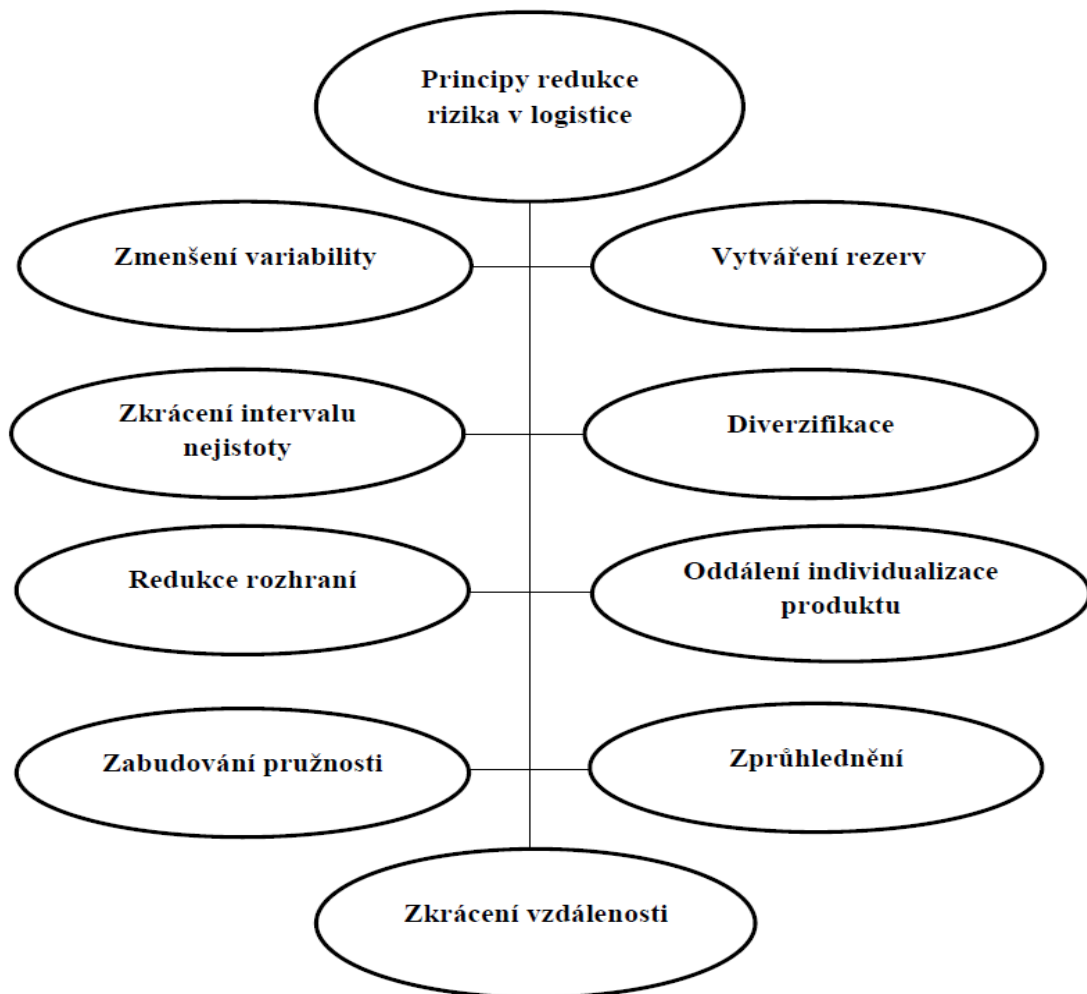 Principy redukce
rizika v logistice
Zmenšení variability
Vytváření rezerv
Zkrácení intervalu
nejistoty
Diverzifikace
Redukce rozhraní
Oddálení individualizace
produktu
Zabudování pružnosti
Zprůhlednění
Zkrácení vzdálenosti